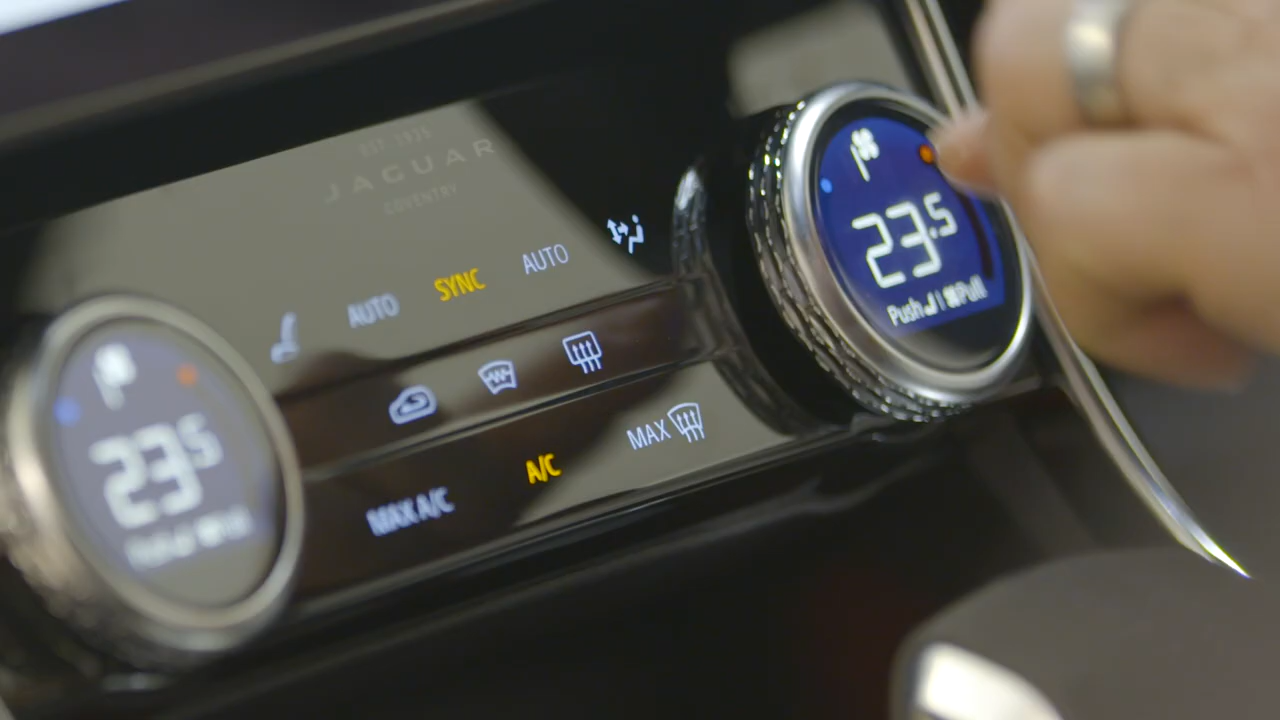 EST. 1935
JAGUAR
COVENTRY
AUTO
SYNC
AUTO
MAX
MAX A/C
A/C
23.5
23.5
Push | Pull